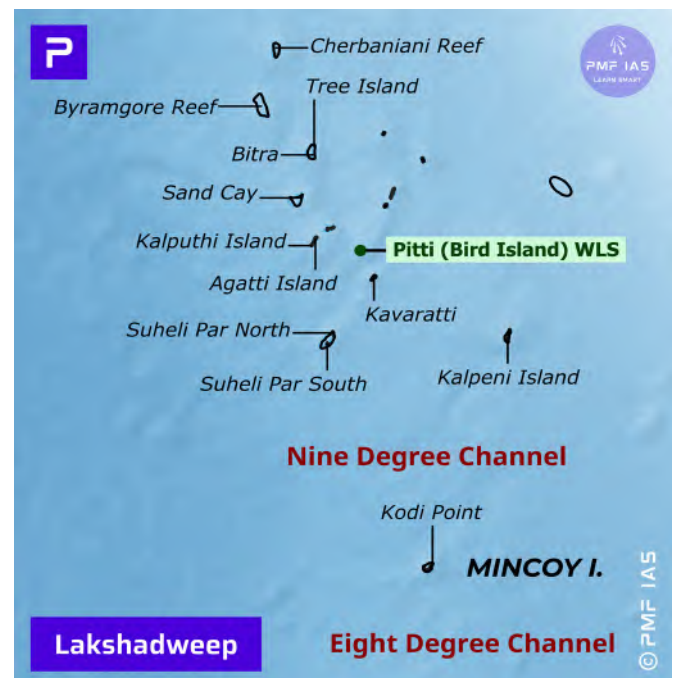 P
Cherbaniani Reef
PMF IAS
LEARN SMART
Tree Island
Byramgore Reef
Bitra
Sand Cay
Kalputhi Island
Pitti (Bird Island) WLS
Agatti Island
Kavaratti
Suheli Par North
Suheli Par South
Kalpeni Island
Nine Degree Channel
Kodi Point
MINCOY I.
© PMF IAS
Lakshadweep
Eight Degree Channel